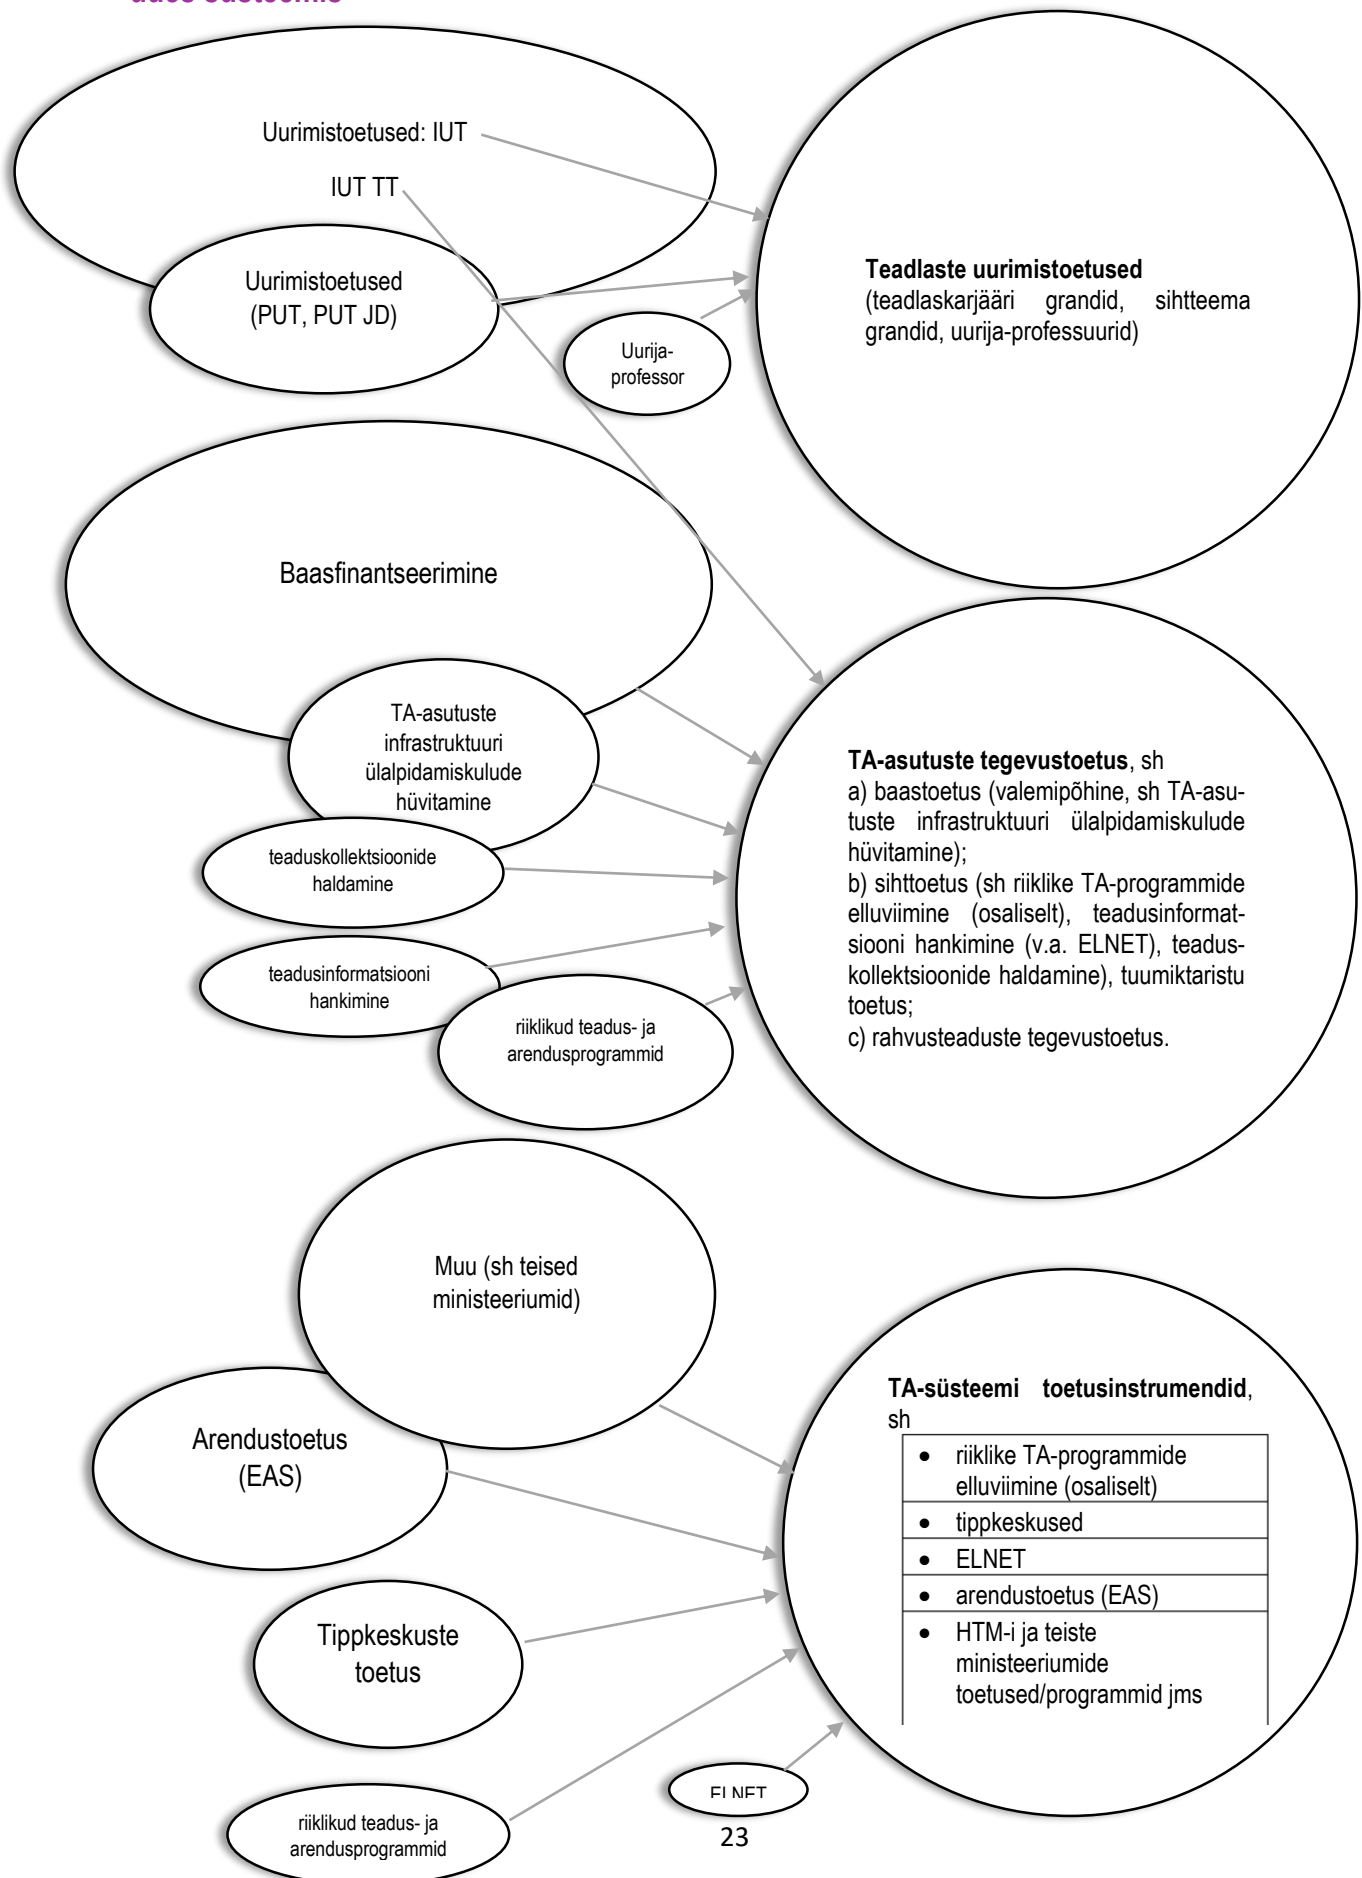 Uurimistoetused: IUT
IUT TT
Uurimistoetused
(PUT, PUT JD)
Uurija-
professor
Teadlaste uurimistoetused
(teadlaskarjääri grandid, sihtteema
grandid, uurija-professuurid)
Baasfinantseerimine
TA-asutuste
infrastruktuuri
ülalpidamiskulude
hüvitamine
teaduskollektsioonide
haldamine
teadusinformatsiooni
hankimine
riiklikud teadus- ja
arendusprogrammid
TA-asutuste tegevustoetus, sh
a) baastoetus (valemipõhine, sh TA-asu-
tuste infrastruktuuri ülalpidamiskulude
hüvitamine);
b) sihttoetus (sh riiklike TA-programmide
elluviimine (osaliselt), teadusinformat-
siooni hankimine (v.a. ELNET), teadus-
kollektsioonide haldamine), tuumiktaristu
toetus;
c) rahvusteaduste tegevustoetus.
Muu (sh teised
ministeeriumid)
Arendustoetus
(EAS)
Tippkeskuste
toetus
riiklikud teadus- ja
arendusprogrammid
ELNET
TA-süsteemi toetusinstrumendid,
sh
• riiklike TA-programmide
elluviimine (osaliselt)
• tippkeskused
• ELNET
• arendustoetus (EAS)
• HTM-i ja teiste
ministeeriumide
toetused/programmid jms
23